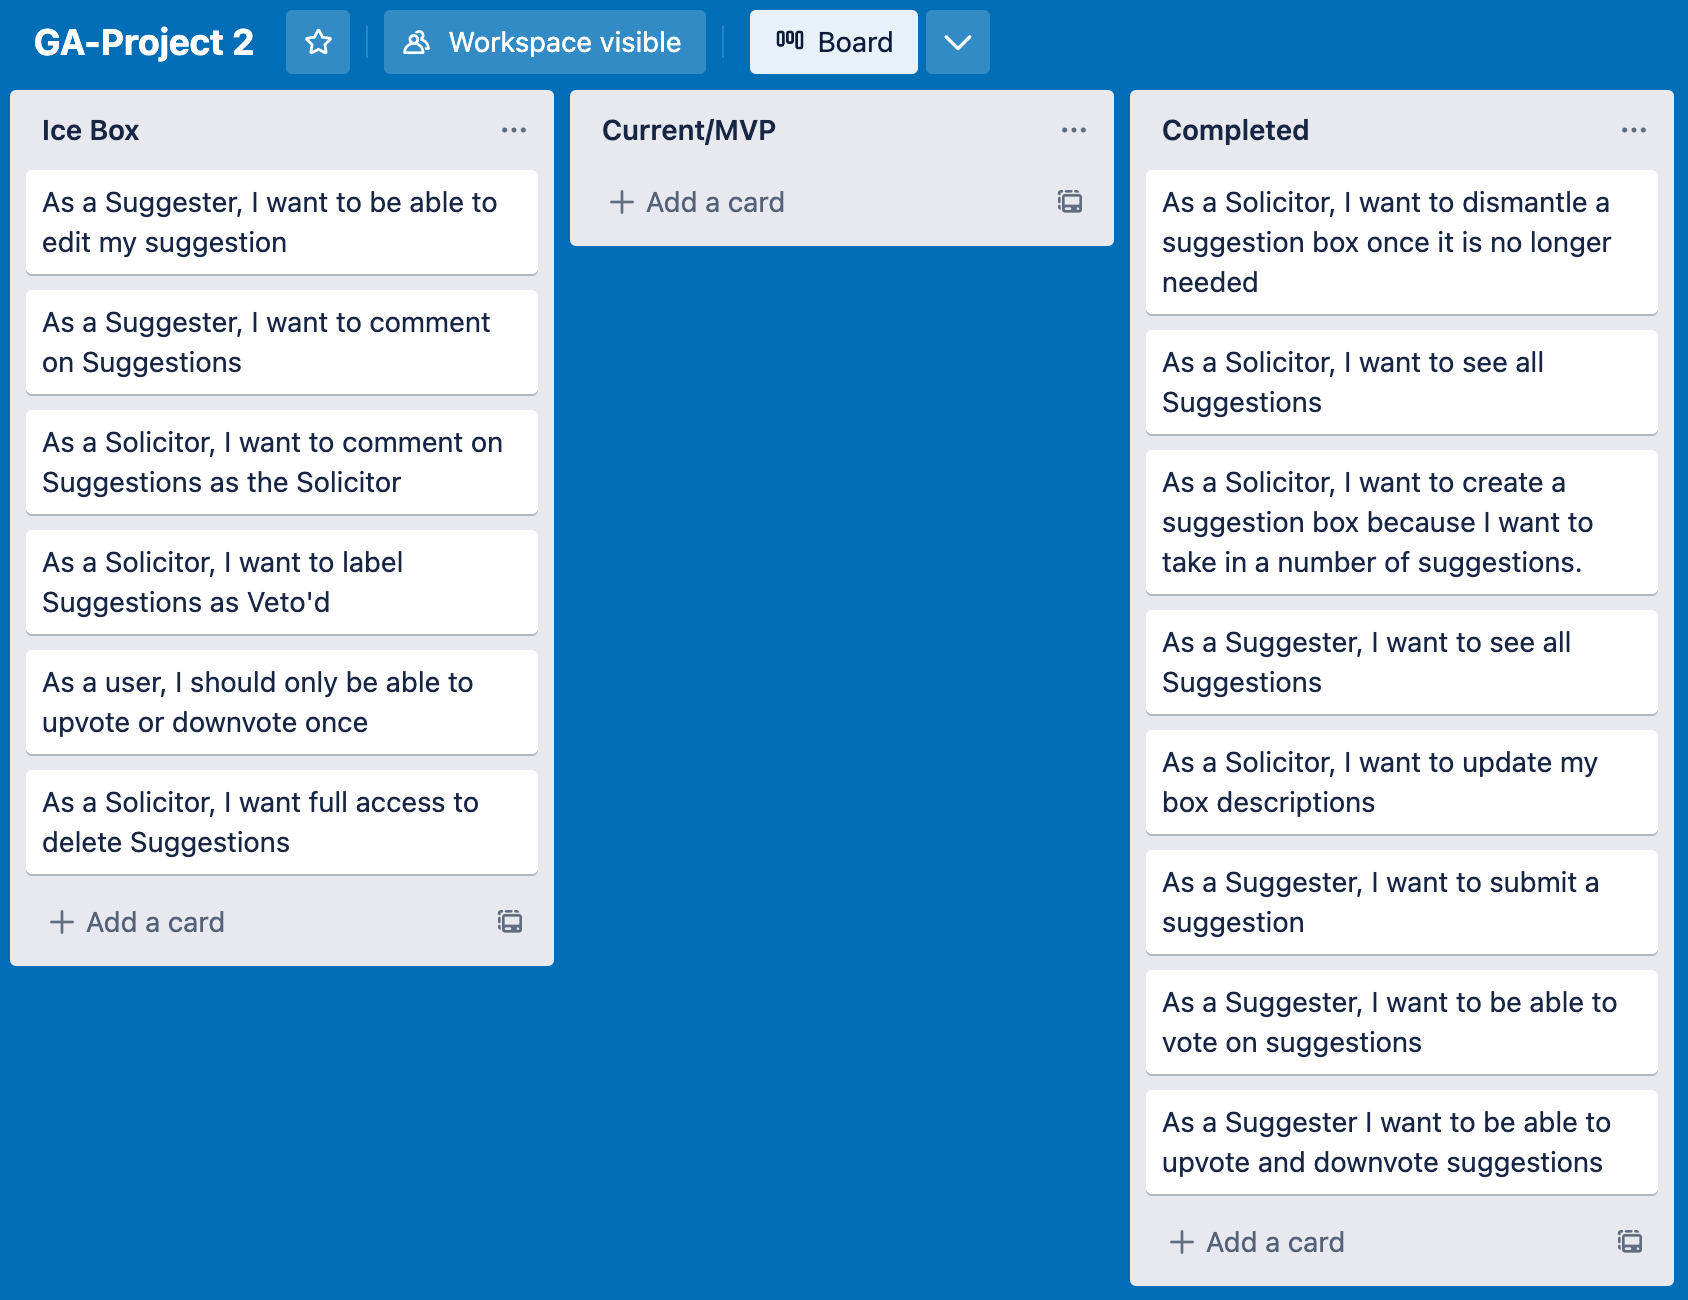 GA-Project 2
Workspace visible
Board
Ice Box
As a Suggester, I want to be able to
edit my suggestion
As a Suggester, I want to comment
on Suggestions
As a Solicitor, I want to comment on
Suggestions as the Solicitor
As a Solicitor, I want to label
Suggestions as Veto'd
As a user, I should only be able to
upvote or downvote once
As a Solicitor, I want full access to
delete Suggestions
Add a card
Current/MVP
Add a card
Completed
As a Solicitor, I want to dismantle a
suggestion box once it is no longer
needed
As a Solicitor, I want to see all
Suggestions
As a Solicitor, I want to create a
suggestion box because I want to
take in a number of suggestions.
As a Suggester, I want to see all
Suggestions
As a Solicitor, I want to update my
box descriptions
As a Suggester, I want to submit a
suggestion
As a Suggester, I want to be able to
vote on suggestions
As a Suggester I want to be able to
upvote and downvote suggestions
Add a card